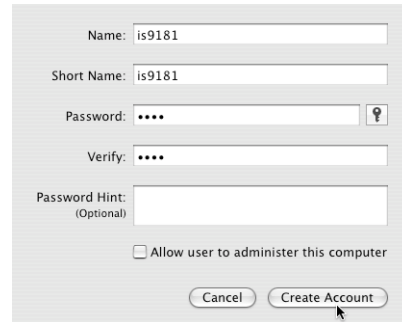 Name: is9181
Short Name: is9181
Password: ••••
Verify: ••••
Password Hint:
(Optional)
Allow user to administer this computer
Cancel Create Account